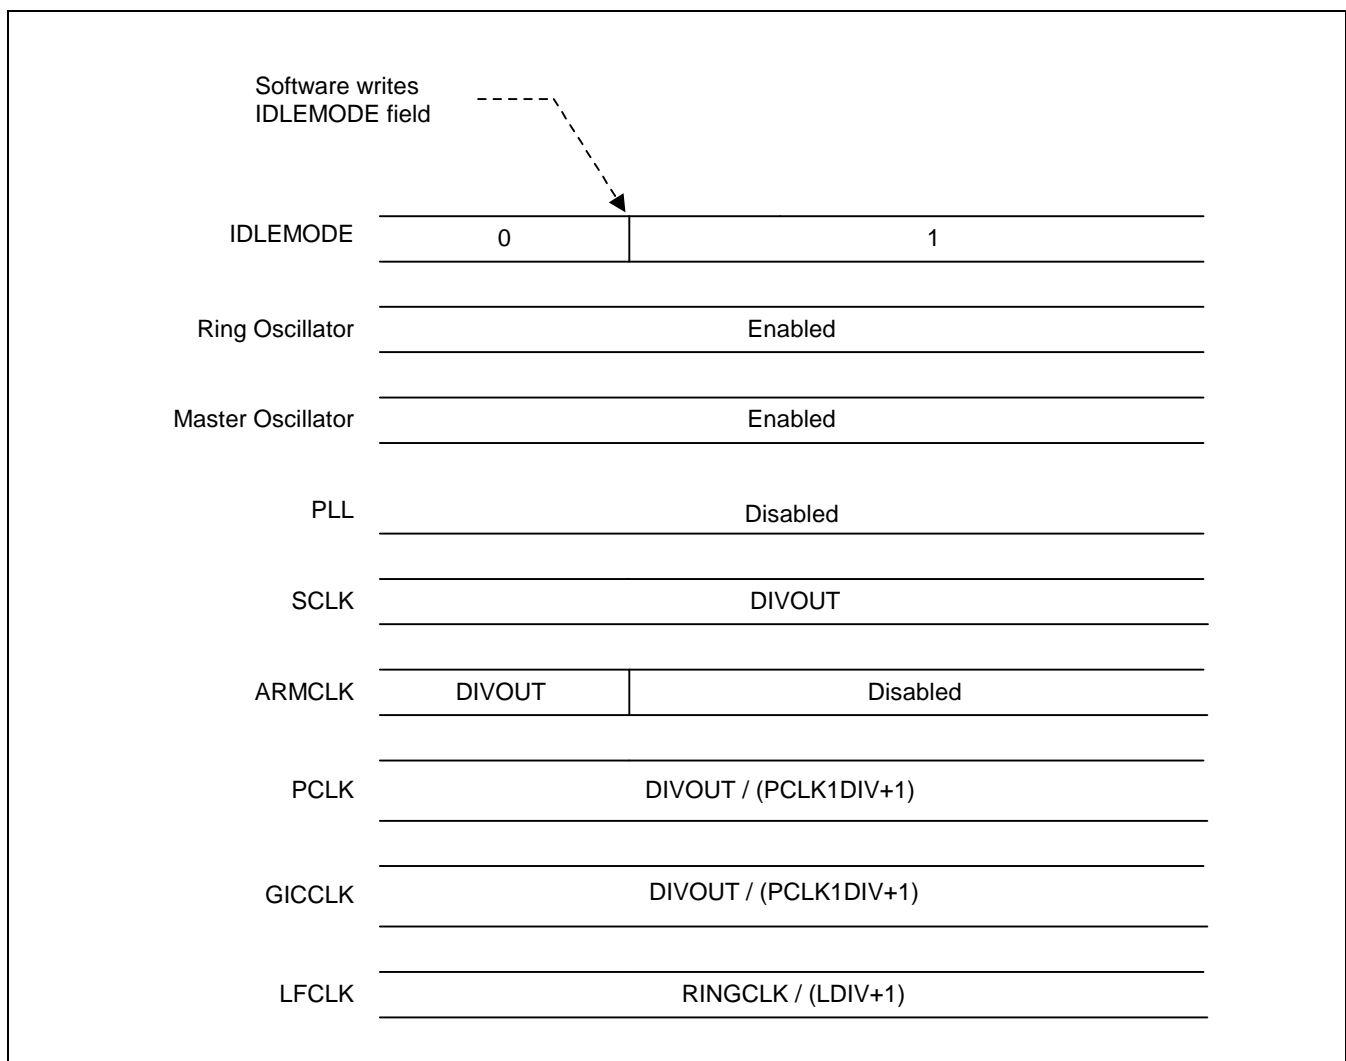 Software writes
IDLEMODE field
IDLEMODE 0 1
Ring Oscillator Enabled
Master Oscillator Enabled
PLL Disabled
SCLK DIVOUT
ARMCLK DIVOUT Disabled
PCLK DIVOUT / (PCLK1DIV+1)
GICCLK DIVOUT / (PCLK1DIV+1)
LFCLK RINGCLK / (LDIV+1)